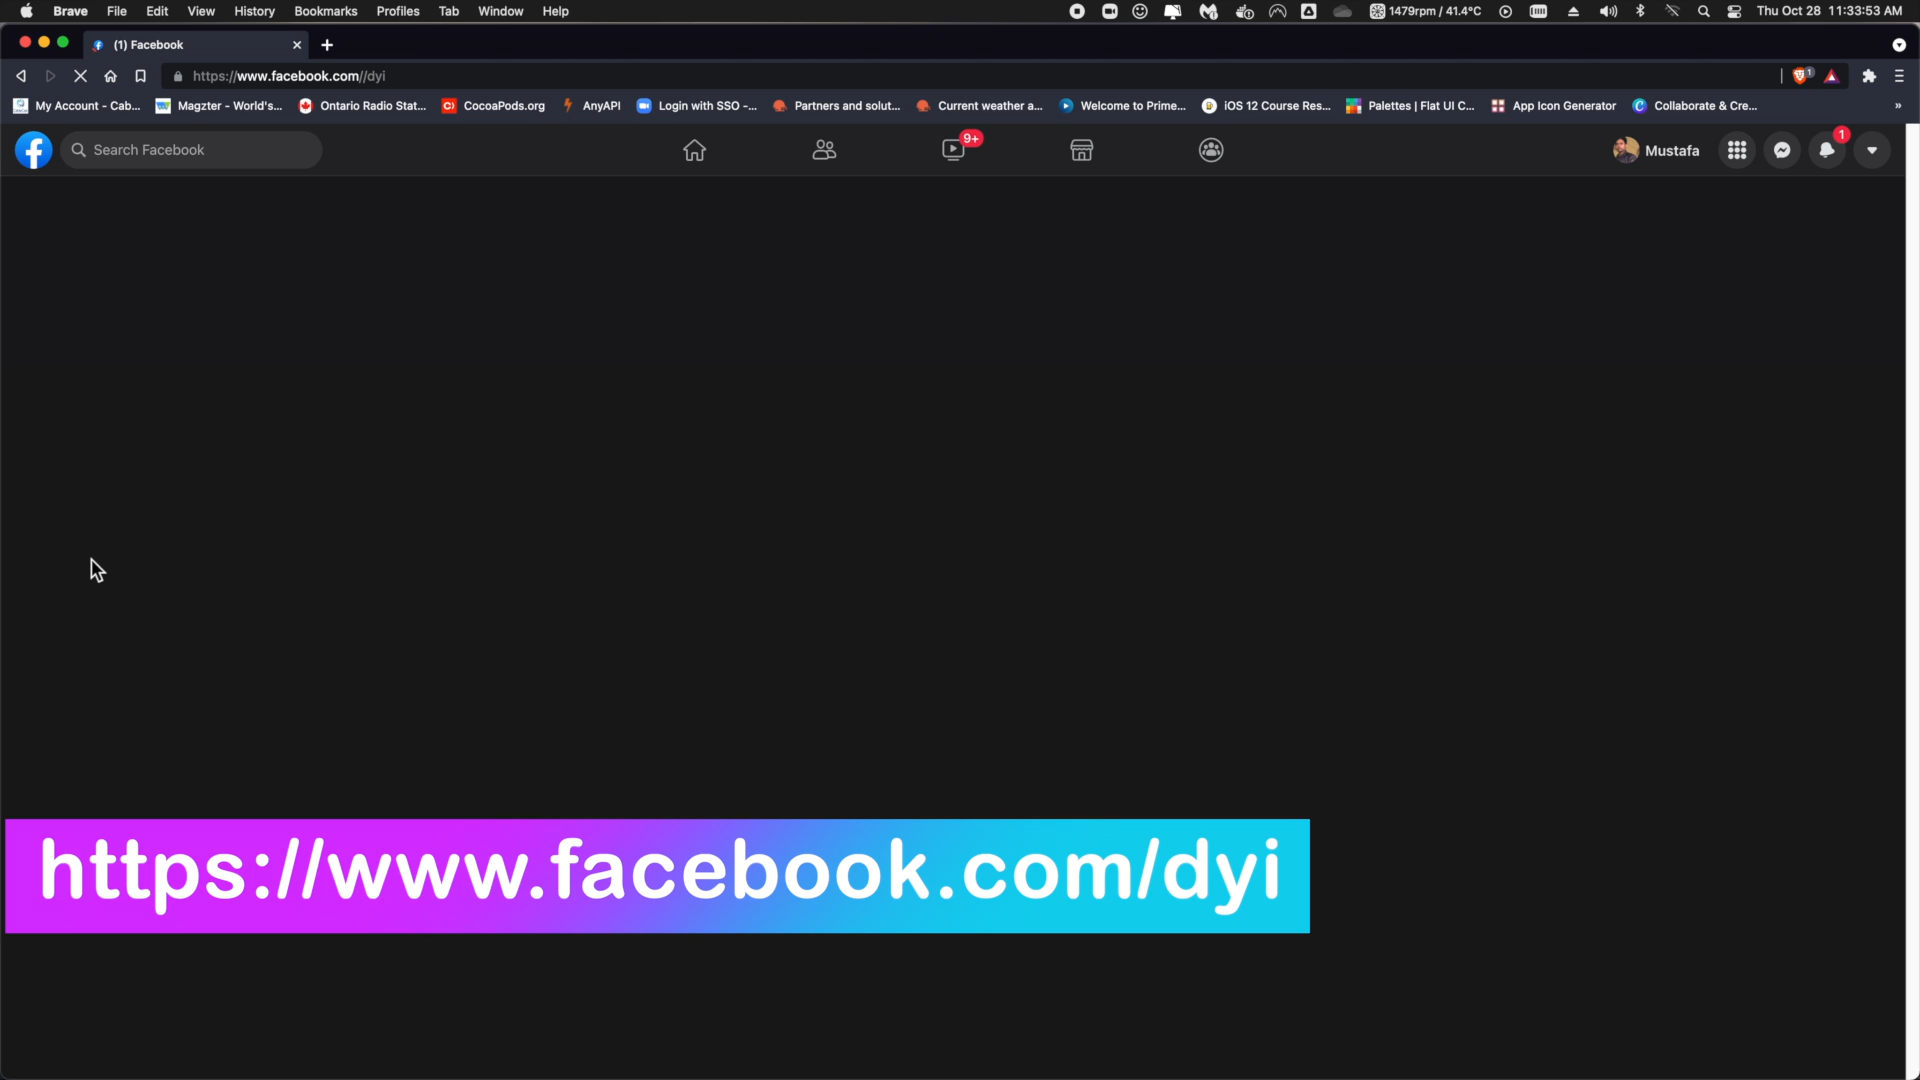 Brave File Edit View History Bookmarks Profiles Tab Window Help 1479rpm / 41.4°C Thu Oct 28 11:33:53 AM
(1) Facebook
https://www.facebook.com//dyi 1
My Account - Cab... Magzter - World's... Ontario Radio Stat... CocoaPods.org AnyAPI Login with SSO -... Partners and solut... Current weather a... Welcome to Prime... iOS 12 Course Res... Palettes | Flat UI C... App Icon Generator Collaborate & Cre... »
Search Facebook 9+ Mustafa 1
https://www.facebook.com/dyi